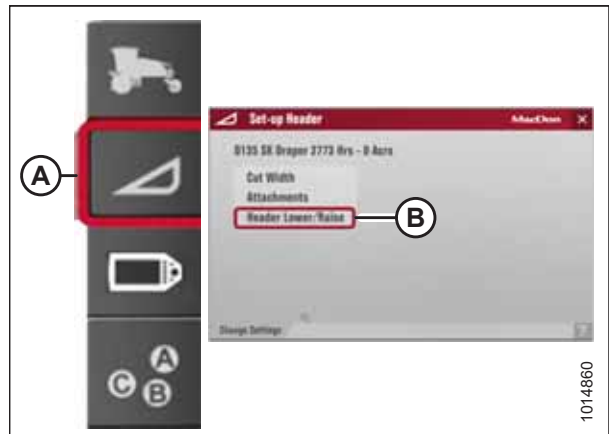 A
Set-up Header
MacDon
×
D135 SK Draper 2773 Hrs - 0 Acre
Cut Width
Attachments
Header Lower/Raise
B
Change Settings
?
A
C
B
1014860